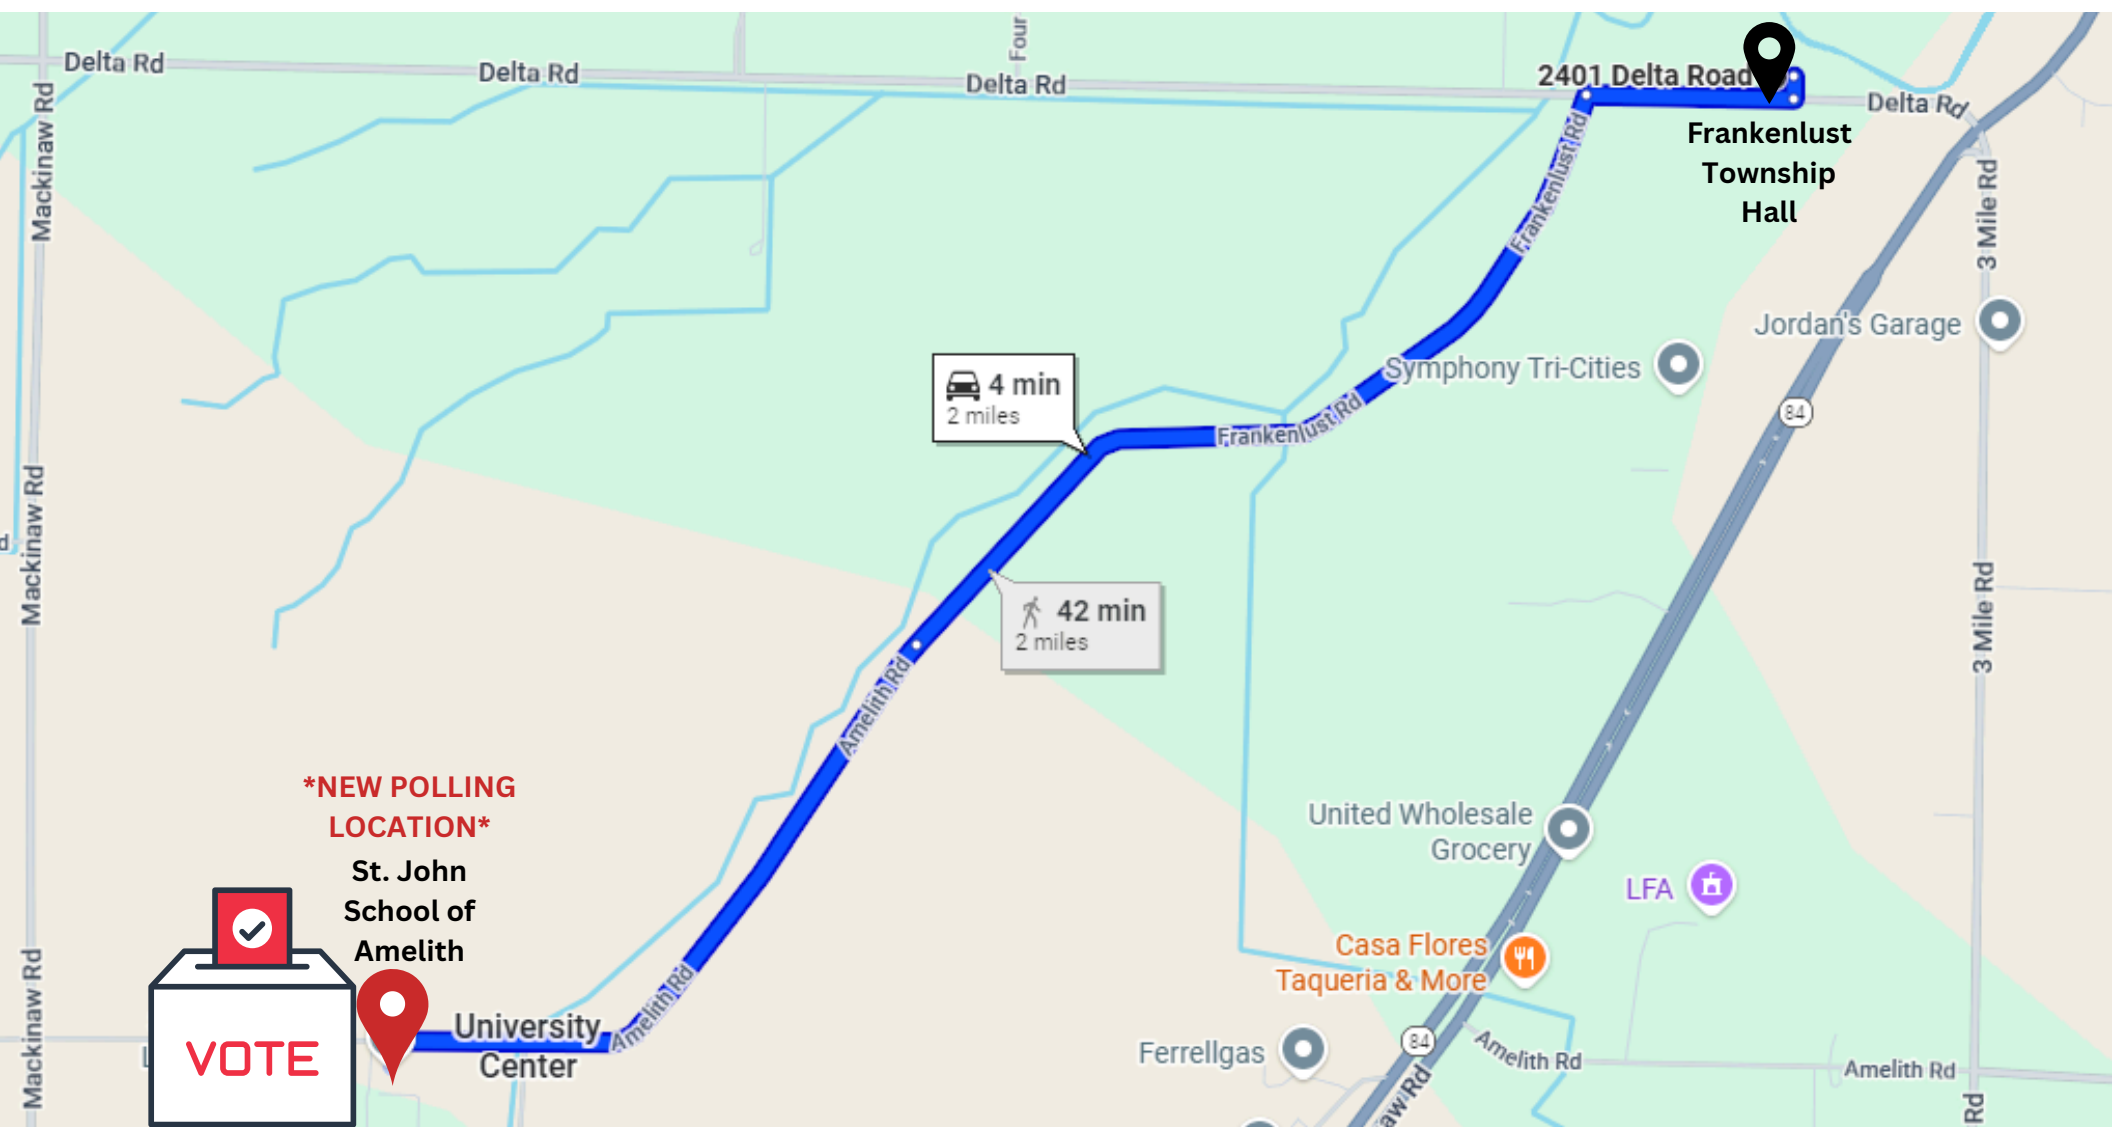 Four
Delta Rd
Delta Rd
Delta Rd
2401 Delta Road
Delta Rd
Frankenlust
Township
Hall
Mackinaw Rd
Frankenlust Rd
3 Mile Rd
Jordan's Garage
Symphony Tri-Cities
4 min
2 miles
84
Frankenlust Rd
Mackinaw Rd
42 min
2 miles
3 Mile Rd
Amelith Rd
*NEW POLLING
LOCATION*
St. John
School of
Amelith
United Wholesale
Grocery
LFA
Casa Flores
Taqueria & More
Mackinaw Rd
Amelith Rd
VOTE
University
Center
Ferrellgas
84
Amelith Rd
Amelith Rd
aw Rd
Rd